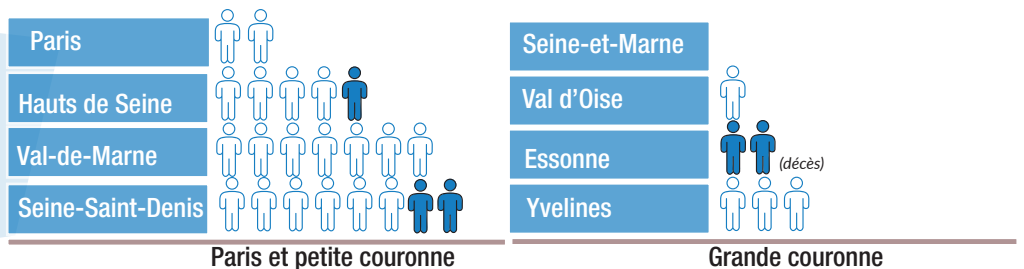 Paris
Hauts de Seine
Val-de-Marne
Seine-Saint-Denis
Paris et petite couronne
Seine-et-Marne
Val d'Oise
Essonne
(décès)
Yvelines
Grande couronne